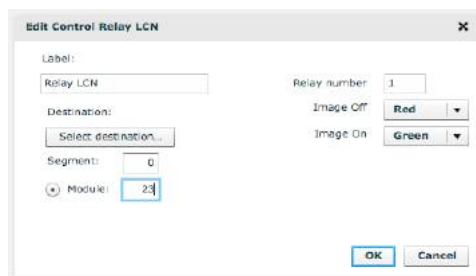 Edit Control Relay LCN
Label:
Relay LCN
Relay number 1
Destination:
Image Off Red
Select destination...
Image On Green
Segment: 0
Module: 23
OK Cancel